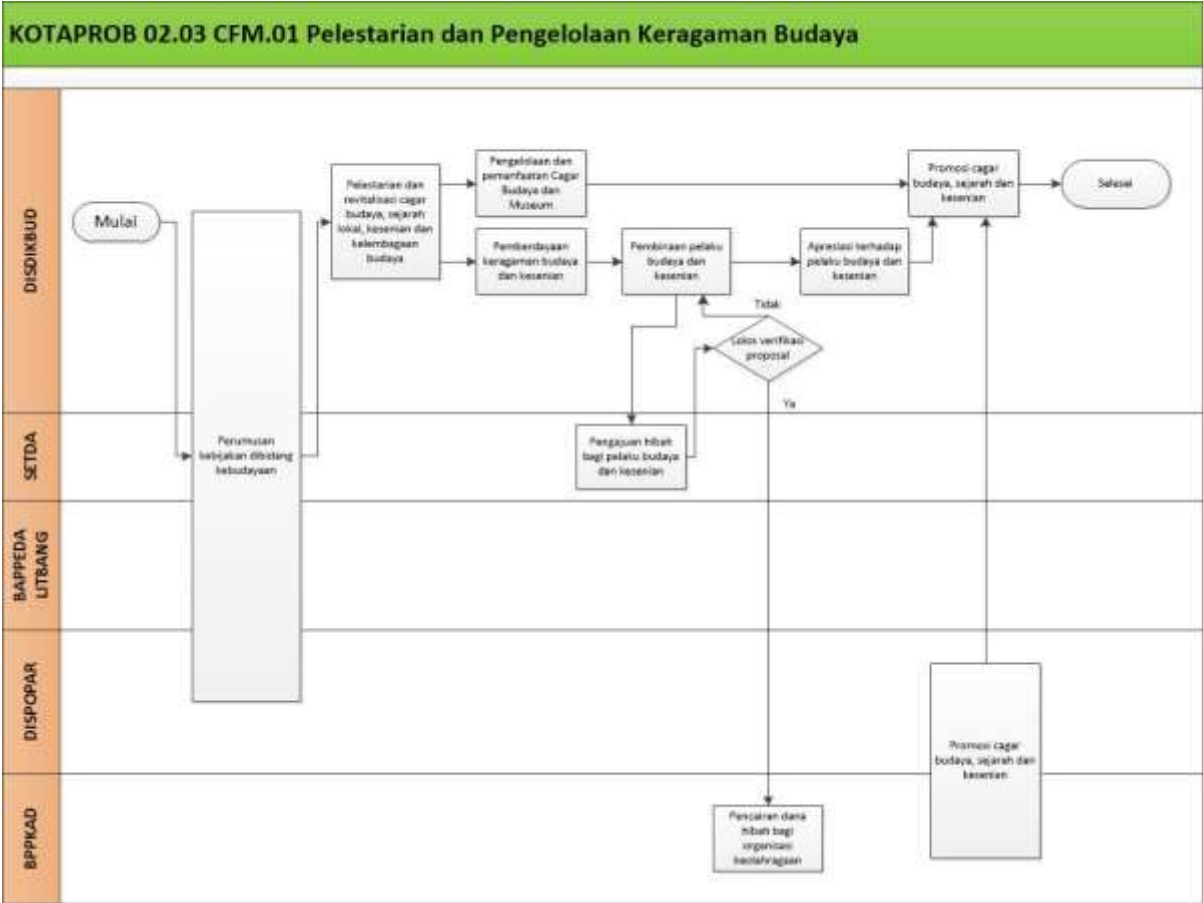 KOTAPROB 02.03 CFM.01 Pelestarian dan Pengelolaan Keragaman Budaya
DISDIKBUD
Mulai
Pelestarian dan
revitalisasi cagar
budaya, sejarah
lokal, kesenian dan
kelembagaan
budaya
Pengelolaan dan
pemanfaatan Cagar
Budaya dan
Museum
Promosi cagar
budaya, sejarah dan
kesenian
Selesai
Pemberdayaan
keragaman budaya
dan kesenian
Pembinaan pelaku
budaya dan
kesenian
Apresiasi terhadap
pelaku budaya dan
kesenian
Tidak
Lolos verifikasi
proposal
Ya
SETDA
Perumusan
kebijakan dibidang
kebudayaan
Pengajuan hibah
bagi pelaku budaya
dan kesenian
BAPPEDA
LITBANG
DISPOPAR
Promosi cagar
budaya, sejarah dan
kesenian
BPPKAD
Pencairan dana
hibah bagi
organisasi
keolahragaan